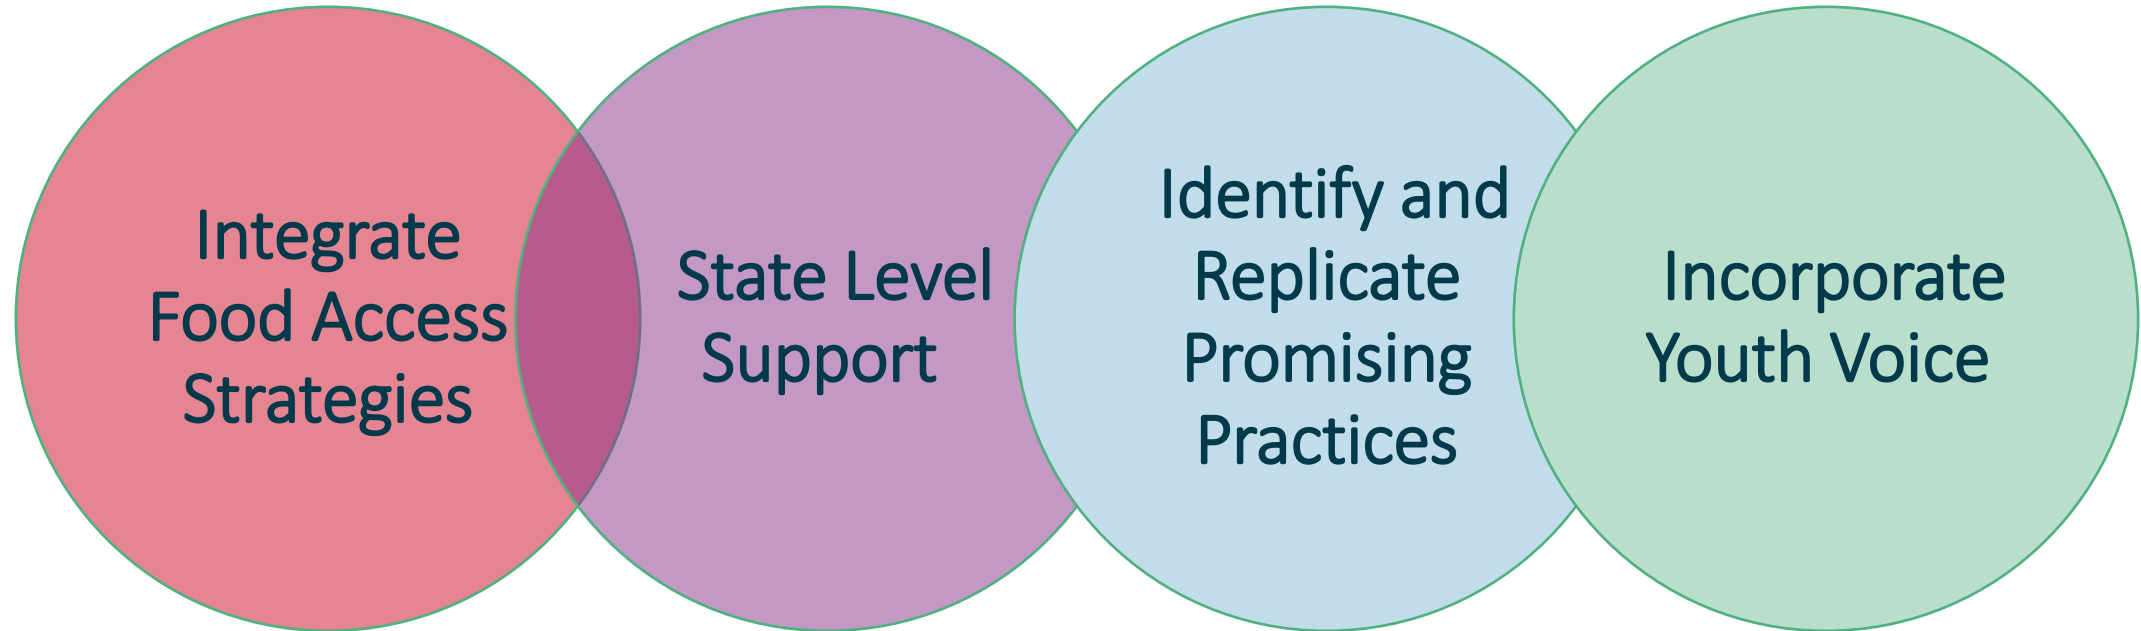 Integrate
Food Access
Strategies
State Level
Support
Identify and
Replicate
Promising
Practices
Incorporate
Youth Voice